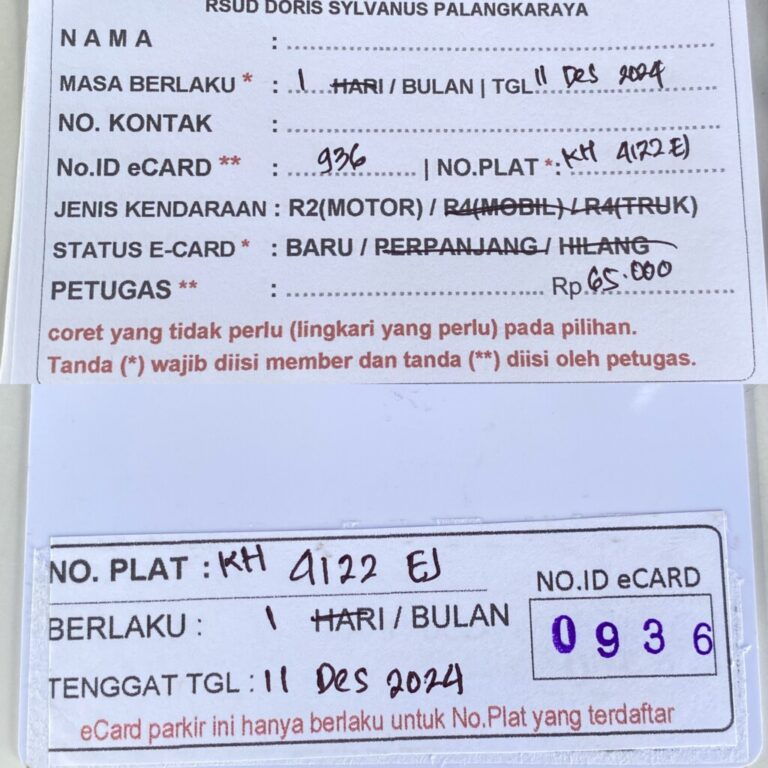 RSUD DORIS SYLVANUS PALANGKARAYA
NAMA : ..........
MASA BERLAKU * : 1 HARI / BULAN | TGL 11 Des 2024
NO. KONTAK : ..........
No.ID eCARD ** : 936 | NO.PLAT *: KH 4122 EJ
JENIS KENDARAAN : R2(MOTOR) / R4(MOBIL) / R4(TRUK)
STATUS E-CARD * : BARU / PERPANJANG / HILANG
PETUGAS ** : .......... Rp 65.000
coret yang tidak perlu (lingkari yang perlu) pada pilihan.
Tanda (*) wajib diisi member dan tanda (**) diisi oleh petugas.
NO. PLAT : KH 4122 EJ
NO.ID eCARD
BERLAKU : 1 HARI / BULAN
0936
TENGGAT TGL : 11 Des 2024
eCard parkir ini hanya berlaku untuk No.Plat yang terdaftar